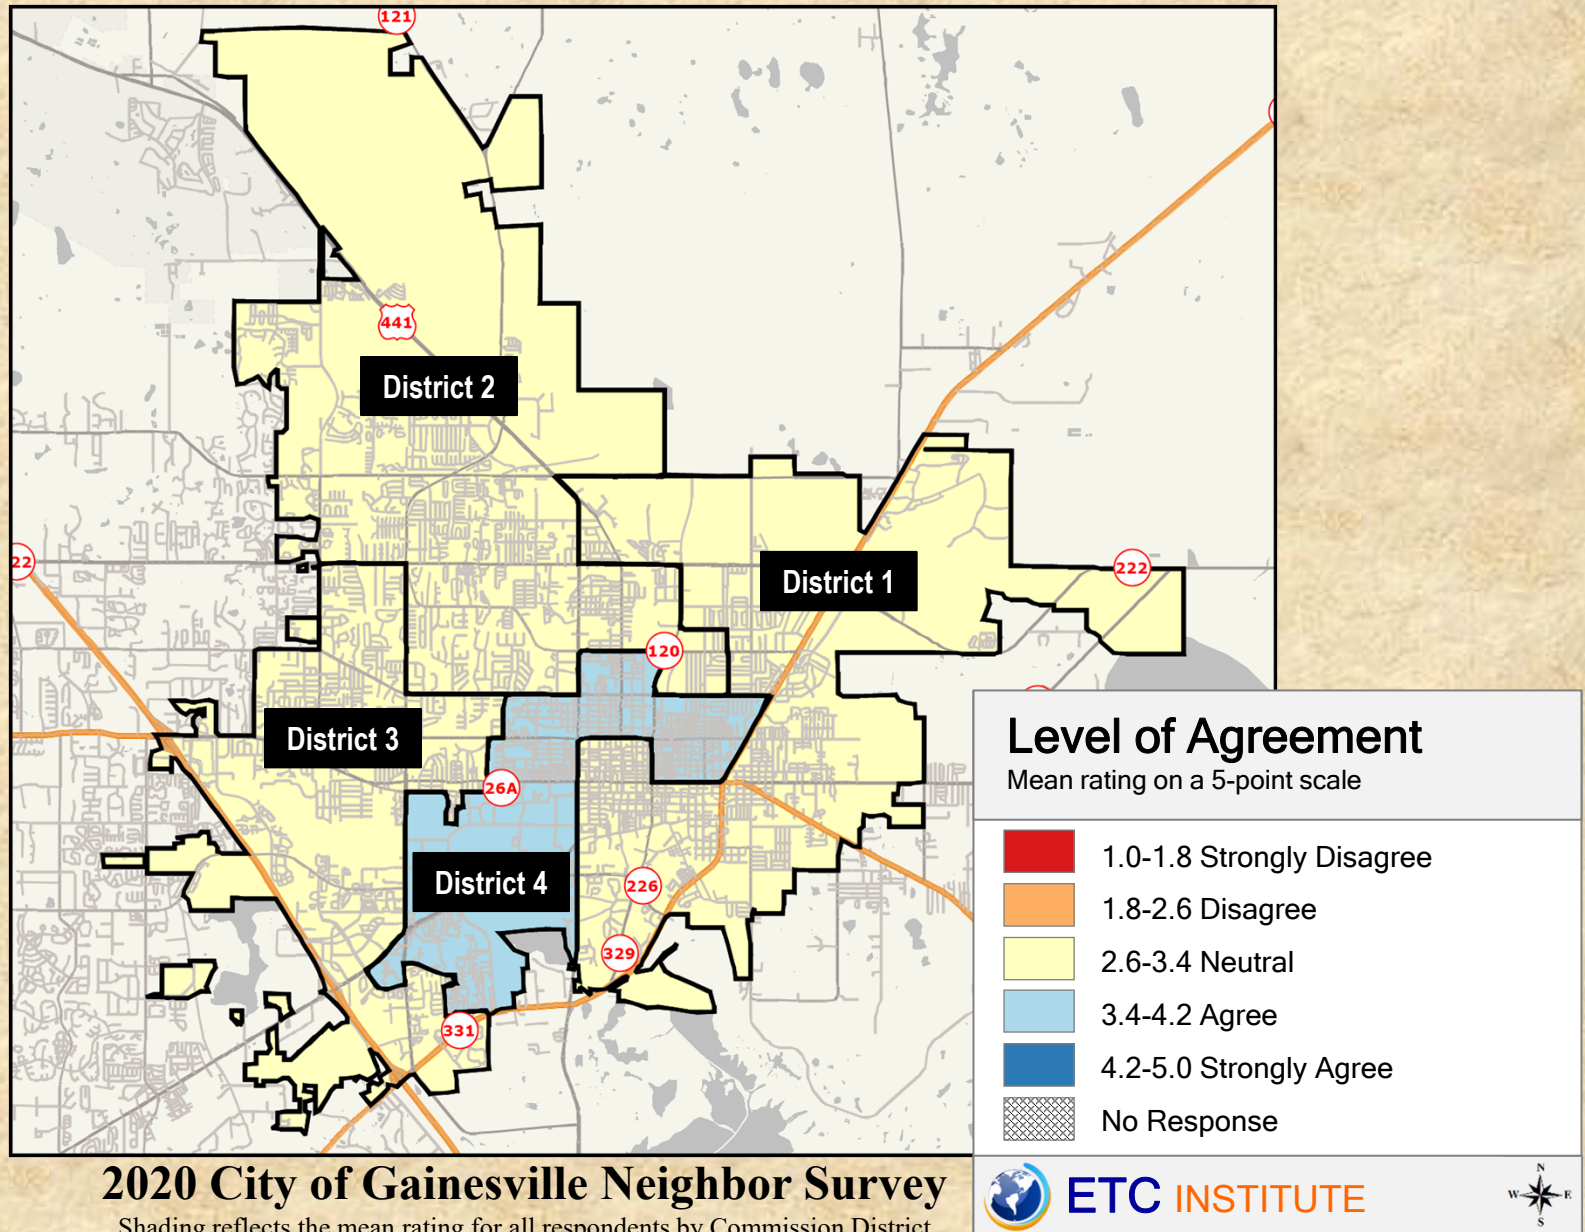 121
441
District 2
22
222
District 1
120
District 3
26A
District 4
226
329
331
Level of Agreement
Mean rating on a 5-point scale
1.0-1.8 Strongly Disagree
1.8-2.6 Disagree
2.6-3.4 Neutral
3.4-4.2 Agree
4.2-5.0 Strongly Agree
No Response
ETC INSTITUTE
N
W E
S
2020 City of Gainesville Neighbor Survey
Shading reflects the mean rating for all respondents by Commission District